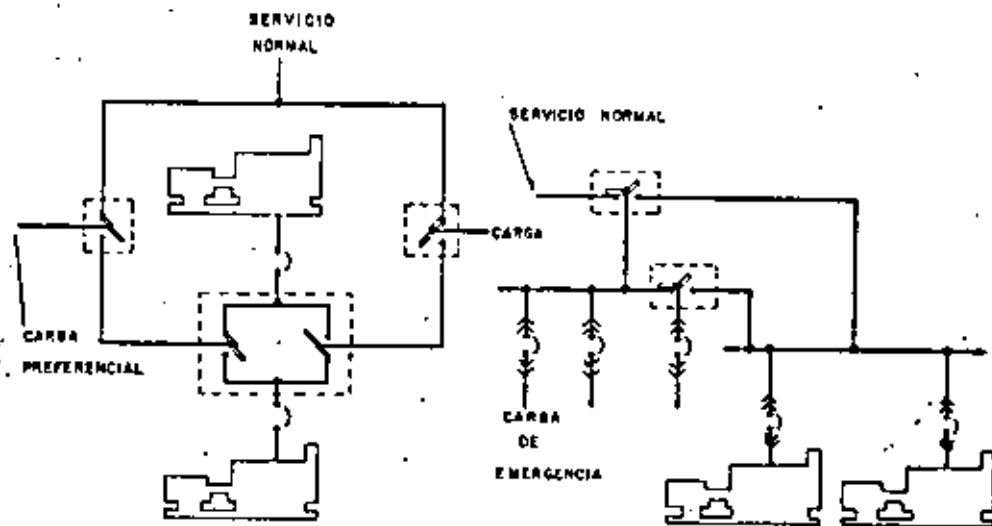 SERVICIO
NORMAL
SERVICIO NORMAL
CARGA
CARGA
PREFERENCIAL
CARGA
DE
EMERGENCIA